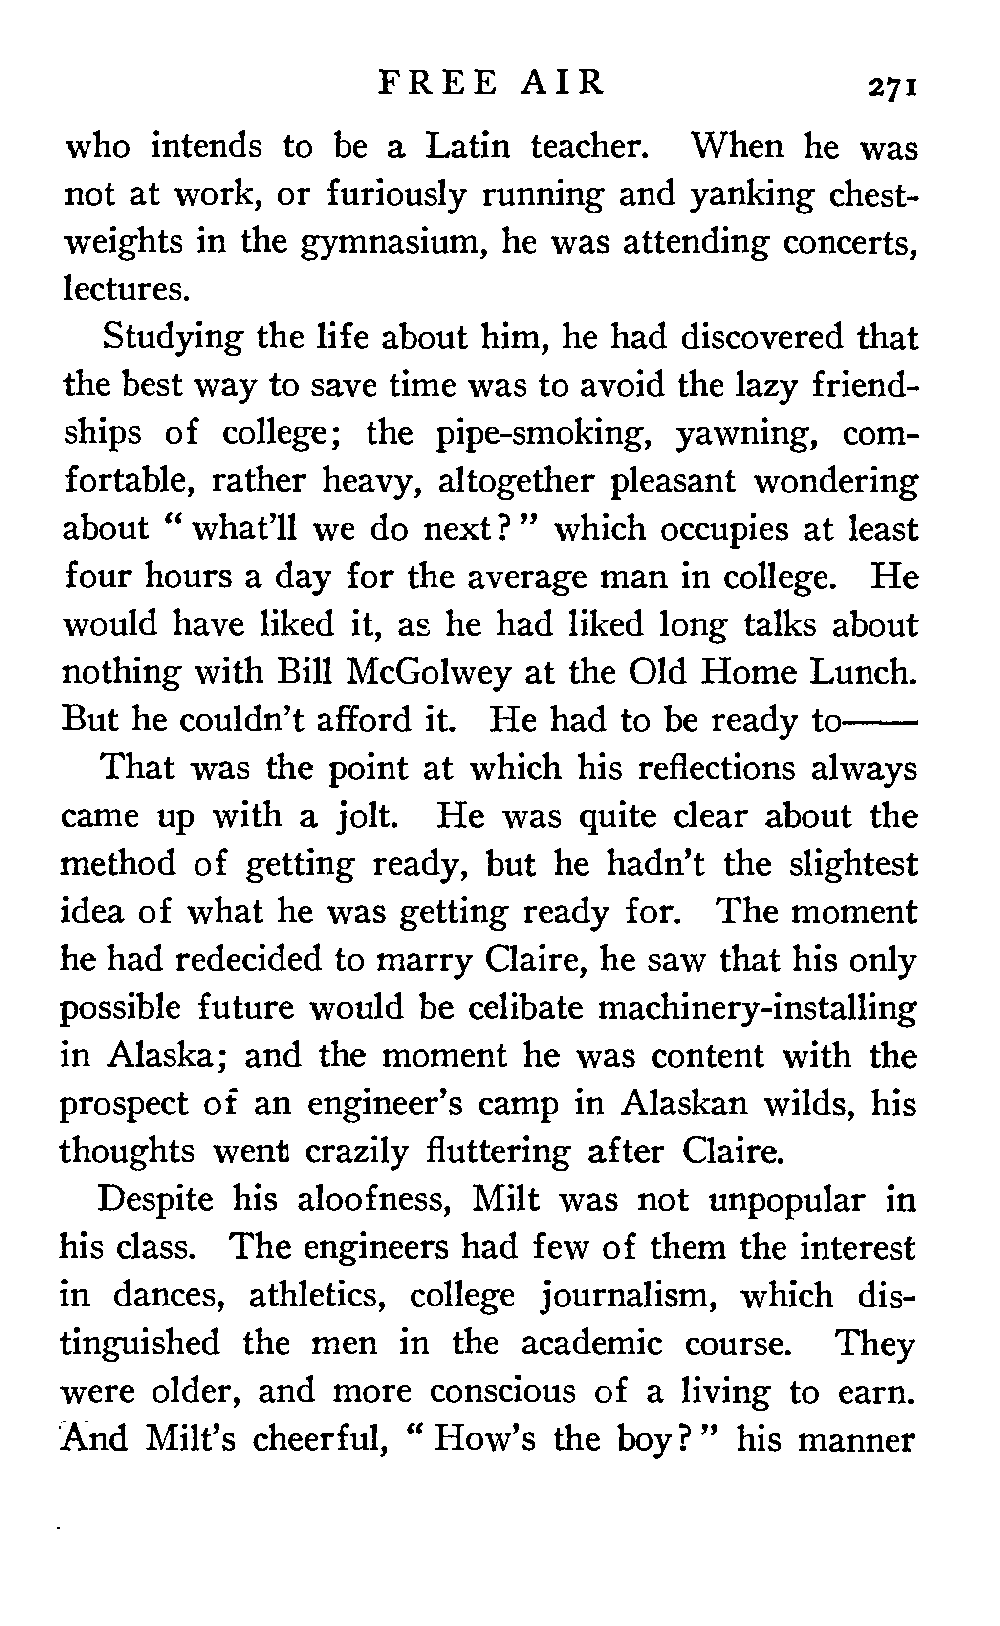 FREE AIR 271
who intends to be a Latin teacher. When he was
not at work, or furiously running and yanking chest-
weights in the gymnasium, he was attending concerts,
lectures.
Studying the life about him, he had discovered that
the best way to save time was to avoid the lazy friend-
ships of college; the pipe-smoking, yawning, com-
fortable, rather heavy, altogether pleasant wondering
about “ what’ll we do next? ” which occupies at least
four hours a day for the average man in college. He
would have liked it, as he had liked long talks about
nothing with Bill McGolwey at the Old Home Lunch.
But he couldn’t afford it. He had to be ready to——
That was the point at which his reflections always
came up with a jolt. He was quite clear about the
method of getting ready, but he hadn’t the slightest
idea of what he was getting ready for. The moment
he had redecided to marry Claire, he saw that his only
possible future would be celibate machinery-installing
in Alaska; and the moment he was content with the
prospect of an engineer’s camp in Alaskan wilds, his
thoughts went crazily fluttering after Claire.
Despite his aloofness, Milt was not unpopular in
his class. The engineers had few of them the interest
in dances, athletics, college journalism, which dis-
tinguished the men in the academic course. They
were older, and more conscious of a living to earn.
And Milt’s cheerful, “ How’s the boy? ” his manner